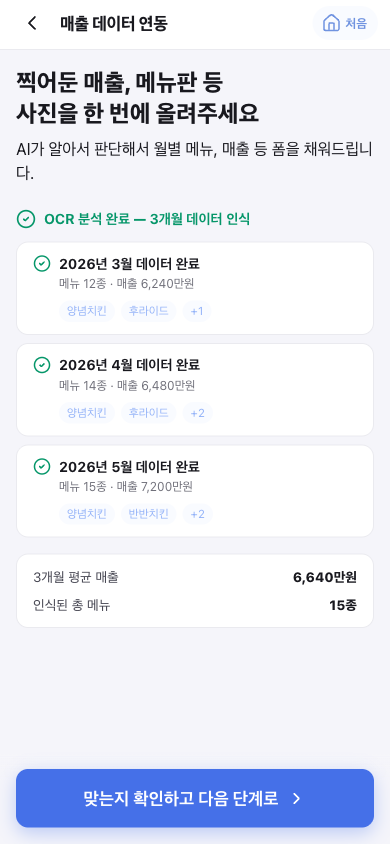 매출 데이터 연동
처음
찍어둔 매출, 메뉴판 등
사진을 한 번에 올려주세요
AI가 알아서 판단해서 월별 메뉴, 매출 등 폼을 채워드립니
다.
OCR 분석 완료 — 3개월 데이터 인식
2026년 3월 데이터 완료
메뉴 12종 · 매출 6,240만원
양념치킨 후라이드 +1
2026년 4월 데이터 완료
메뉴 14종 · 매출 6,480만원
양념치킨 후라이드 +2
2026년 5월 데이터 완료
메뉴 15종 · 매출 7,200만원
양념치킨 반반치킨 +2
3개월 평균 매출 6,640만원
인식된 총 메뉴 15종
맞는지 확인하고 다음 단계로